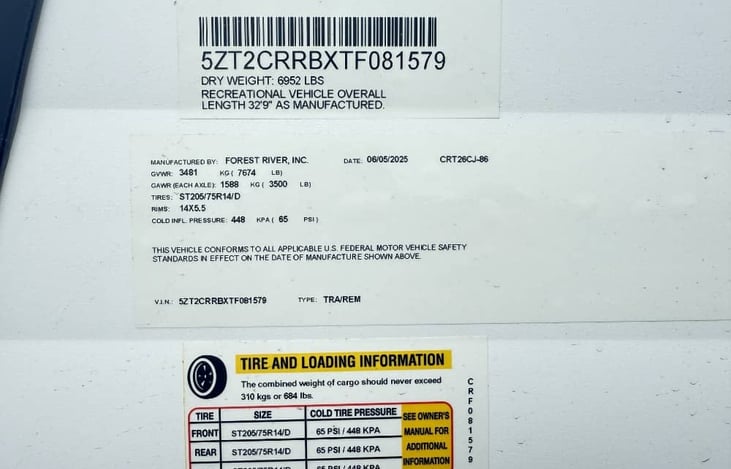 5ZT2CRRBXTF081579
DRY WEIGHT: 6952 LBS
RECREATIONAL VEHICLE OVERALL
LENGTH 32'9" AS MANUFACTURED.
MANUFACTURED BY: FOREST RIVER, INC. DATE: 06/05/2025 CRT26CJ-86
GVWR: 3481 KG ( 7674 LB)
GAWR (EACH AXLE): 1588 KG ( 3500 LB)
TIRES: ST205/75R14/D
RIMS: 14X5.5
COLD INFL. PRESSURE: 448 KPA ( 65 PSI )
THIS VEHICLE CONFORMS TO ALL APPLICABLE U.S. FEDERAL MOTOR VEHICLE SAFETY
STANDARDS IN EFFECT ON THE DATE OF MANUFACTURE SHOWN ABOVE.
V.I.N.: 5ZT2CRRBXTF081579 TYPE: TRA/REM
TIRE AND LOADING INFORMATION
The combined weight of cargo should never exceed
310 kgs or 684 lbs.
TIRE SIZE COLD TIRE PRESSURE SEE OWNER'S
FRONT ST205/75R14/D 65 PSI / 448 KPA MANUAL FOR
REAR ST205/75R14/D 65 PSI / 448 KPA ADDITIONAL
ST205/75R14/D 65 PSI / 448 KPA INFORMATION
CRF081579